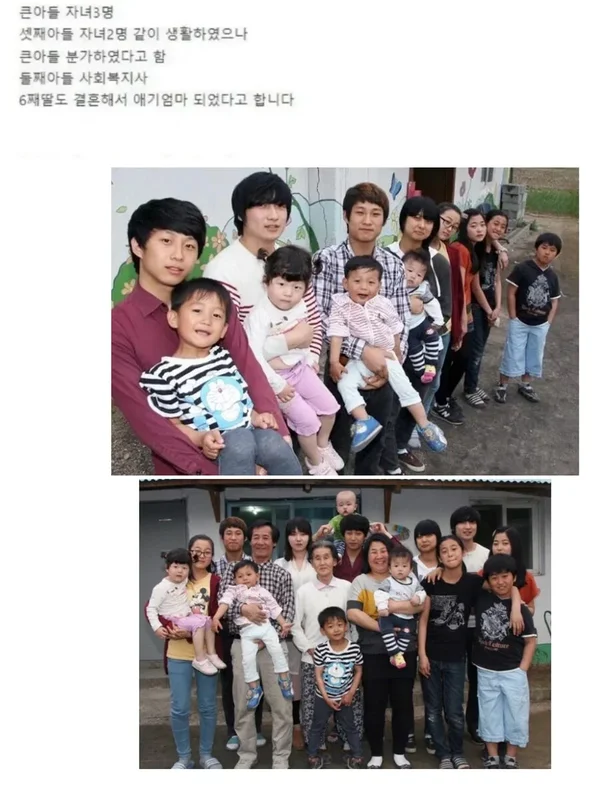 큰아들 자녀3명
셋째아들 자녀2명 같이 생활하였으나
큰아들 분가하였다고 함
둘째아들 사회복지사
6째딸도 결혼해서 애기엄마 되었다고 합니다